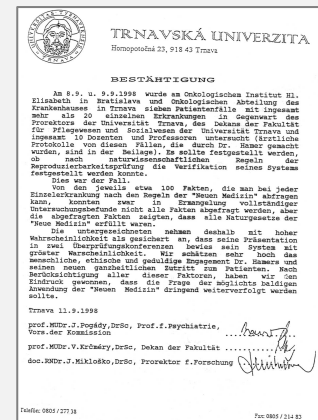 TRNAVSKÁ UNIVERZITA
Hornopotočná 23, 918 43 Trnava
BESTÄHTIGUNG
Am 8.9. u. 9.9.1998 wurde am Onkologischem Institut Hl.
Elisabeth in Bratislava und Onkologischen Abteilung des
Krankenhauses in Trnava sieben Patientenfälle mit ingesamt
mehr als 20 einzelnen Erkrankungen in Gegenwart des
Prorektors der Universität Trnava, des Dekans der Fakultät
für Pflegewesen und Sozialwesen der Universität Trnava und
ingesamt 10 Dozenten und Professoren untersucht (ärztliche
Protokolle von diesen Fällen, die durch Dr. Hamer gemacht
wurden, sind in der Beilage). Es sollte festgestellt werden,
ob nach naturwissenschaftlichen Regeln der
Reproduzierbarkeitsprüfung die Verifikation seines Systems
festgestellt werden konnte.
Dies war der Fall.
Von den jeweils etwa 100 Fakten, die man bei jeder
Einzelerkrankung nach den Regeln der "Neuen Medizin" abfragen
kann, konnten zwar in Ermangelung vollständiger
Untersuchungsbefunde nicht alle Fakten abgefragt werden, aber
die abgefragten Fakten zeigten, dass alle Naturgesetze der
"Neue Medizin" erfüllt waren.
Die untergezeichneten nehmen deshalb mit hoher
Wahrscheinlichkeit als gesichert an, dass seine Präsentation
in zwei Überprüfungskonferenzen bewies sein System mit
gröster Warscheinlichkeit. Wir schätzen sehr hoch das
menschliche, ethische und geduldige Engagement Dr. Hamers und
seinen neuen ganzheitlichen Zutritt zum Patienten. Nach
Berücksichtigung aller dieser Faktoren, haben wir den
Eindruck gewonnen, dass die Frage der möglichts baldigen
Anwendung der "Neuen Medizin" dringend weiterverfolgt werden
sollte.
Trnava 11.9.1998
prof.MUDr.J.Pogády,DrSc, Prof.f.Psychiatrie,
Vors.der Kommission
prof.MUDr.V.Krčméry,DrSc, Dekan der Fakultät
doc.RNDr.J.Mikloško,DrSc, Prorektor f.Forschung
Telefón: 0805 / 277 38
Fax: 0805 / 214 83